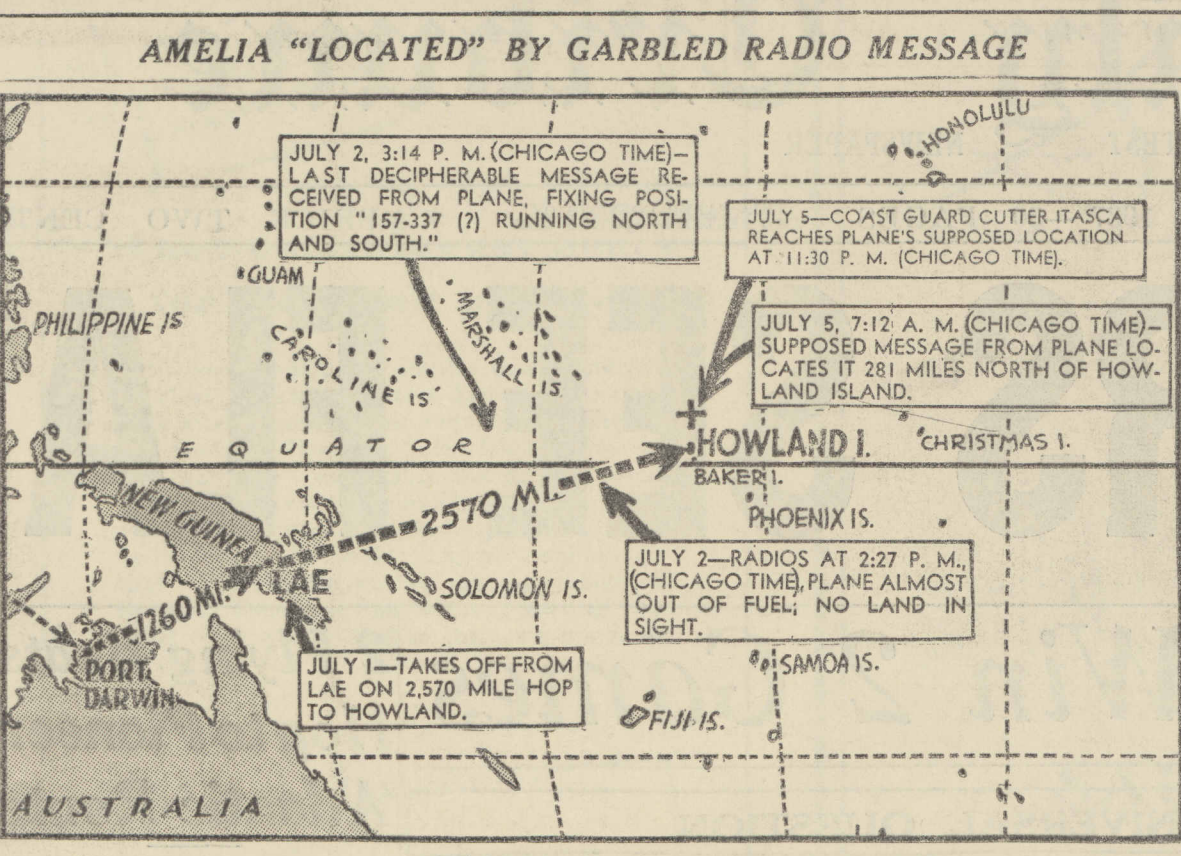 AMELIA "LOCATED" BY GARBLED RADIO MESSAGE
HONOLULU
JULY 2, 3:14 P. M. (CHICAGO TIME)—
LAST DECIPHERABLE MESSAGE RE-
CEIVED FROM PLANE, FIXING POSI-
TION "157-337 (?) RUNNING NORTH
AND SOUTH."
JULY 5—COAST GUARD CUTTER ITASCA
REACHES PLANE'S SUPPOSED LOCATION
AT 11:30 P. M. (CHICAGO TIME).
GUAM
PHILIPPINE IS
CAROLINE IS
MARSHALL IS.
JULY 5, 7:12 A. M. (CHICAGO TIME)—
SUPPOSED MESSAGE FROM PLANE LO-
CATES IT 281 MILES NORTH OF HOW-
LAND ISLAND.
EQUATOR
HOWLAND I.
CHRISTMAS I.
BAKER I.
NEW GUINEA
2570 MI.
PHOENIX IS.
LAE
SOLOMON IS.
JULY 2—RADIOS AT 2:27 P. M.,
(CHICAGO TIME), PLANE ALMOST
OUT OF FUEL; NO LAND IN
SIGHT.
1260 MI.
PORT
DARWIN
JULY 1—TAKES OFF FROM
LAE ON 2,570 MILE HOP
TO HOWLAND.
SAMOA IS.
FIJI IS.
AUSTRALIA